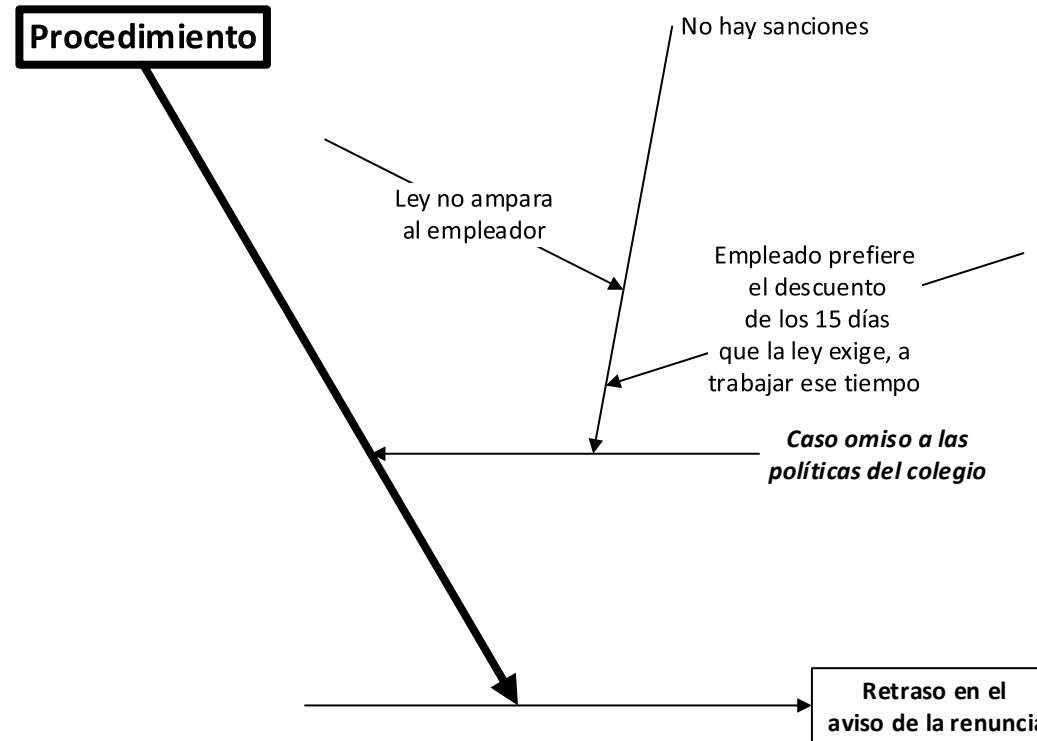 Procedimiento
No hay sanciones
Ley no ampara
al empleador
Empleado prefiere
el descuento
de los 15 días
que la ley exige, a
trabajar ese tiempo
Caso omiso a las
políticas del colegio
Retraso en el
aviso de la renuncia